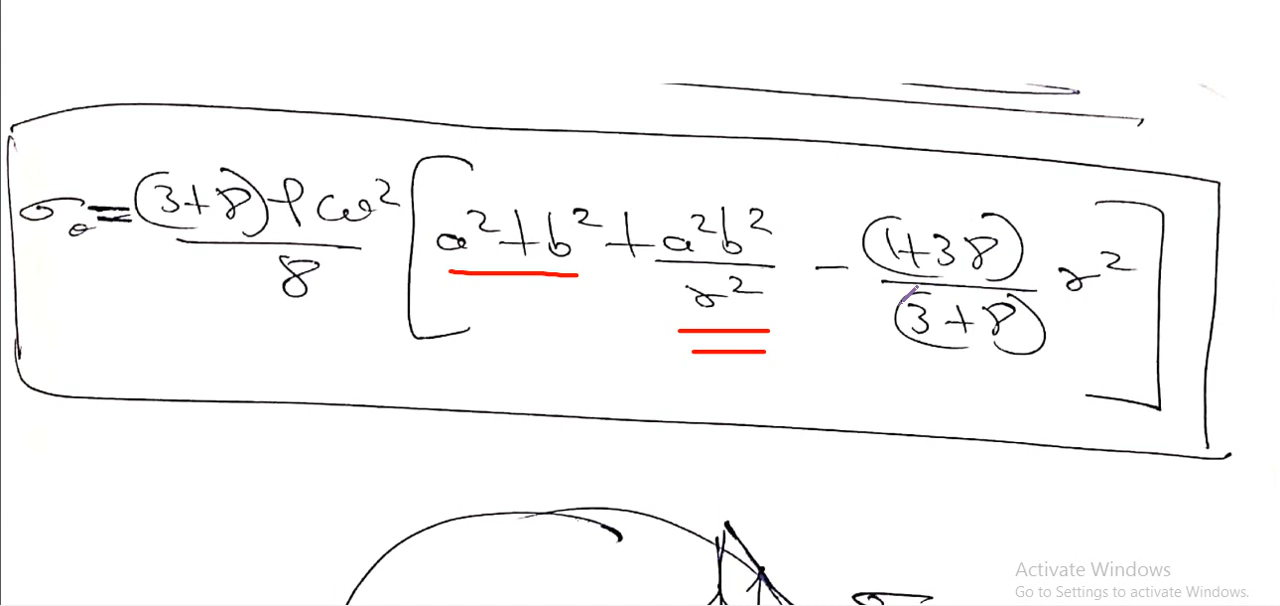 σ_θ = (3+ν)ρω²/8 [a²+b² + a²b²/r² − (1+3ν)/(3+ν) r²]
σ
Activate Windows
Go to Settings to activate Windows.